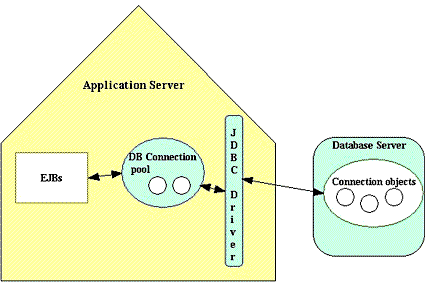 Application Server
EJBs
DB Connection
pool
JDBC Driver
Database Server
Connection objects